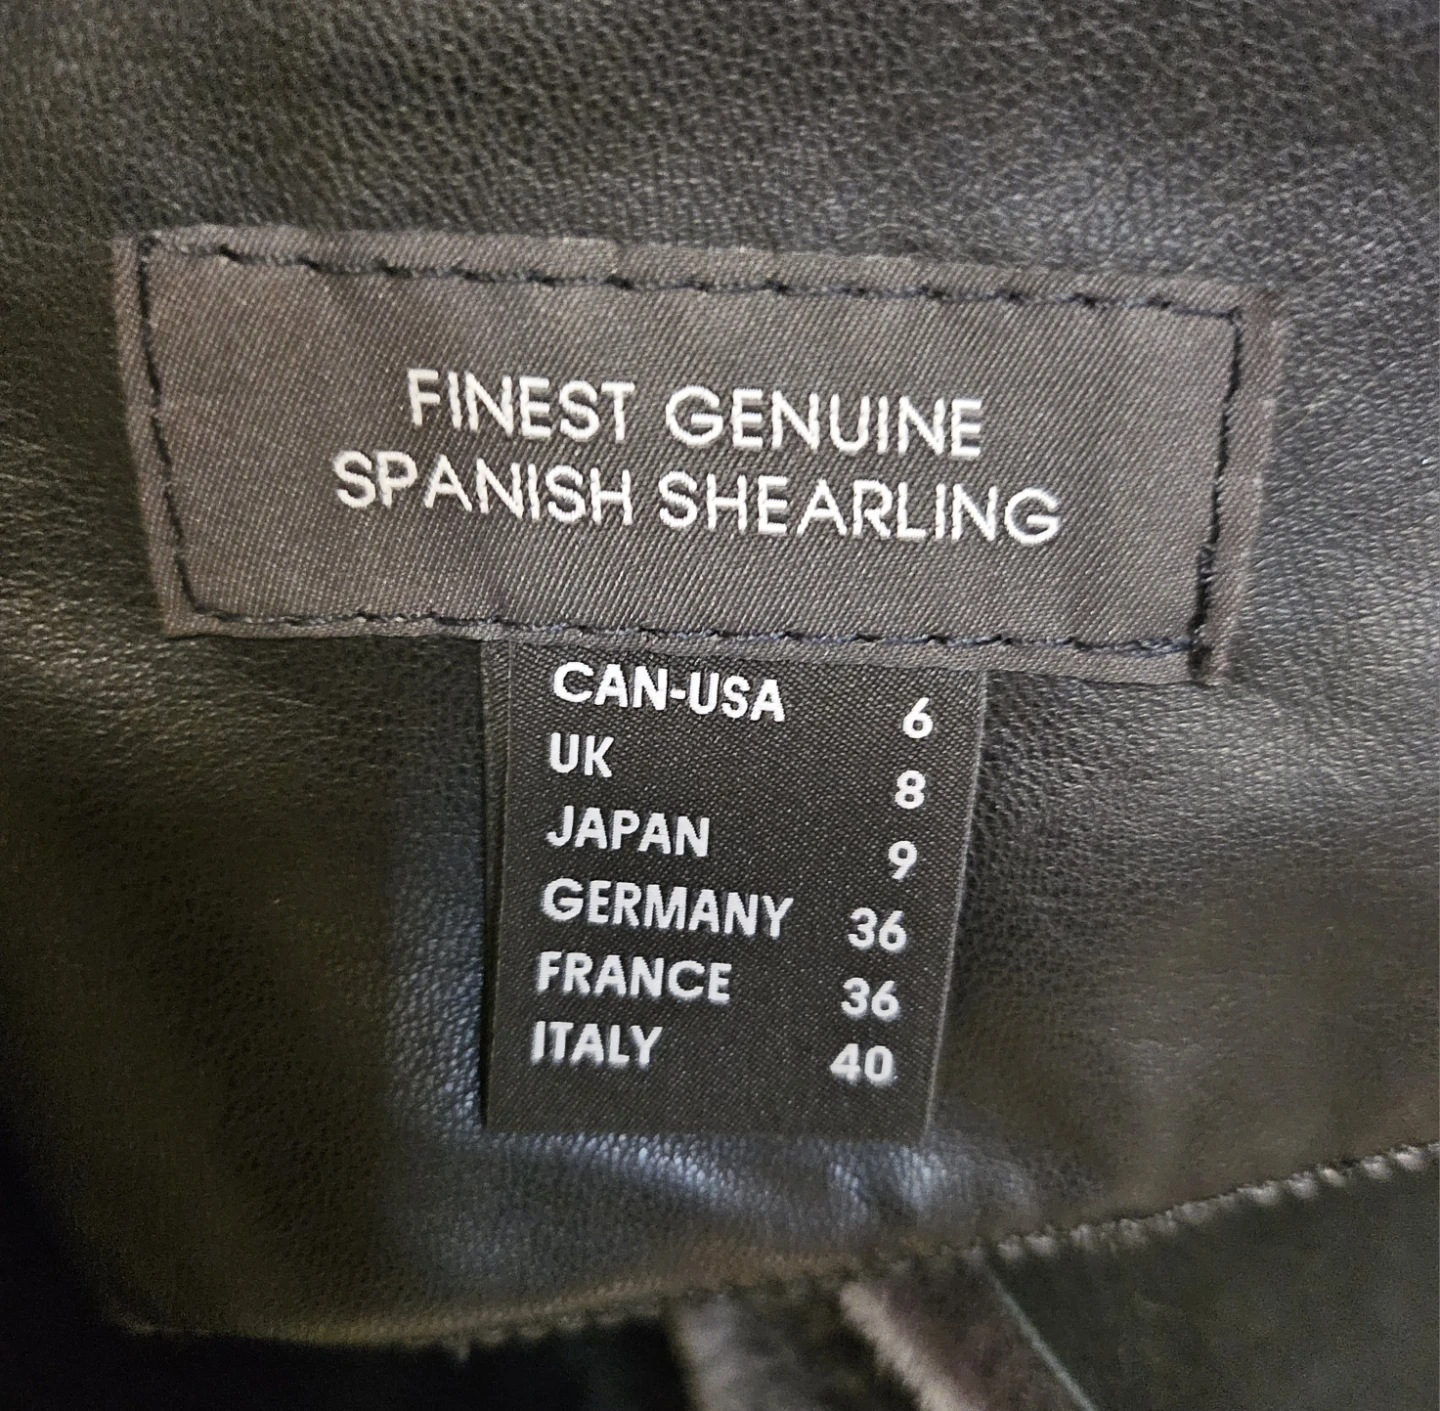 FINEST GENUINE
SPANISH SHEARLING
CAN-USA 6
UK 8
JAPAN 9
GERMANY 36
FRANCE 36
ITALY 40